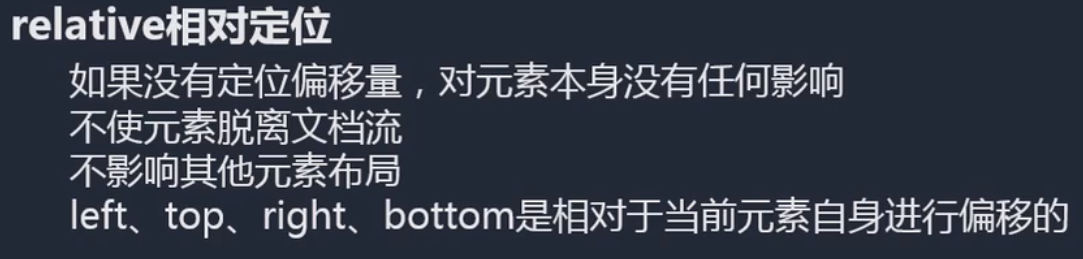 relative相对定位
如果没有定位偏移量，对元素本身没有任何影响
不使元素脱离文档流
不影响其他元素布局
left、top、right、bottom是相对于当前元素自身进行偏移的